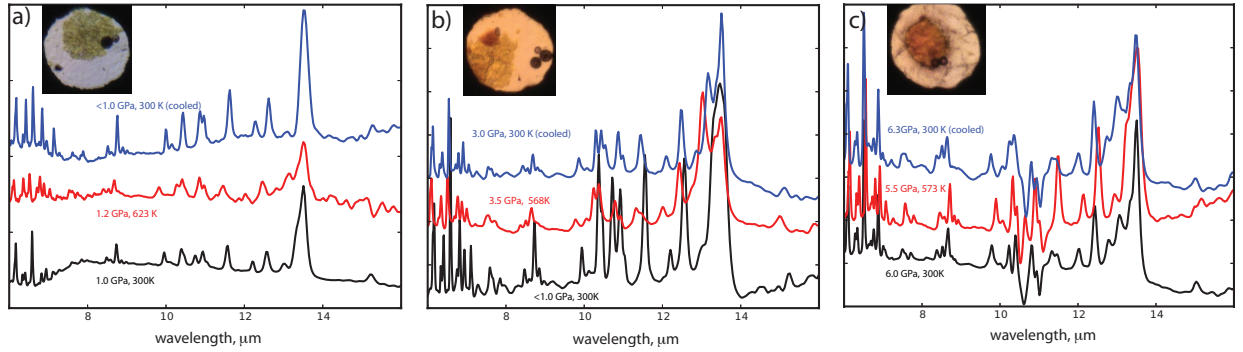 a)
<1.0 GPa, 300 K (cooled)
1.2 GPa, 623 K
1.0 GPa, 300K
8 10 12 14
wavelength, μm
b)
3.0 GPa, 300 K (cooled)
3.5 GPa, 568K
<1.0 GPa, 300K
8 10 12 14
wavelength, μm
c)
6.3GPa, 300 K (cooled)
5.5 GPa, 573 K
6.0 GPa, 300K
8 10 12 14
wavelength, μm